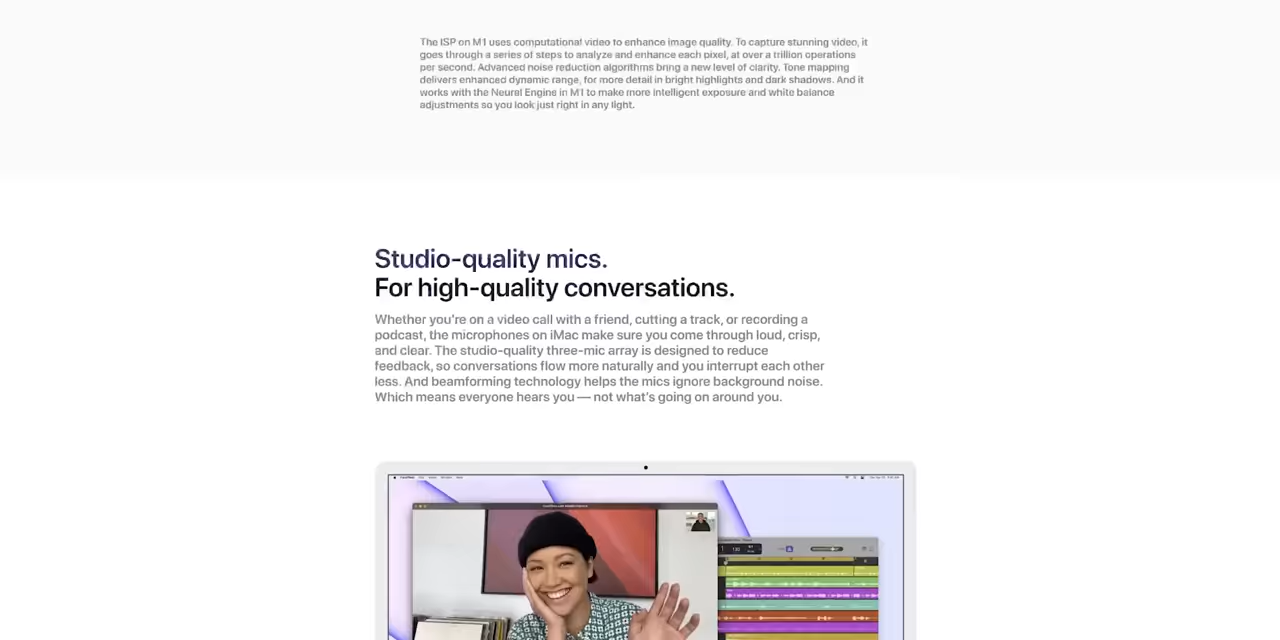 The ISP on M1 uses computational video to enhance image quality. To capture stunning video, it
goes through a series of steps to analyze and enhance each pixel, at over a trillion operations
per second. Advanced noise reduction algorithms bring a new level of clarity. Tone mapping
delivers enhanced dynamic range, for more detail in bright highlights and dark shadows. And it
works with the Neural Engine in M1 to make more intelligent exposure and white balance
adjustments so you look just right in any light.
Studio-quality mics.
For high-quality conversations.
Whether you're on a video call with a friend, cutting a track, or recording a
podcast, the microphones on iMac make sure you come through loud, crisp,
and clear. The studio-quality three-mic array is designed to reduce
feedback, so conversations flow more naturally and you interrupt each other
less. And beamforming technology helps the mics ignore background noise.
Which means everyone hears you — not what's going on around you.